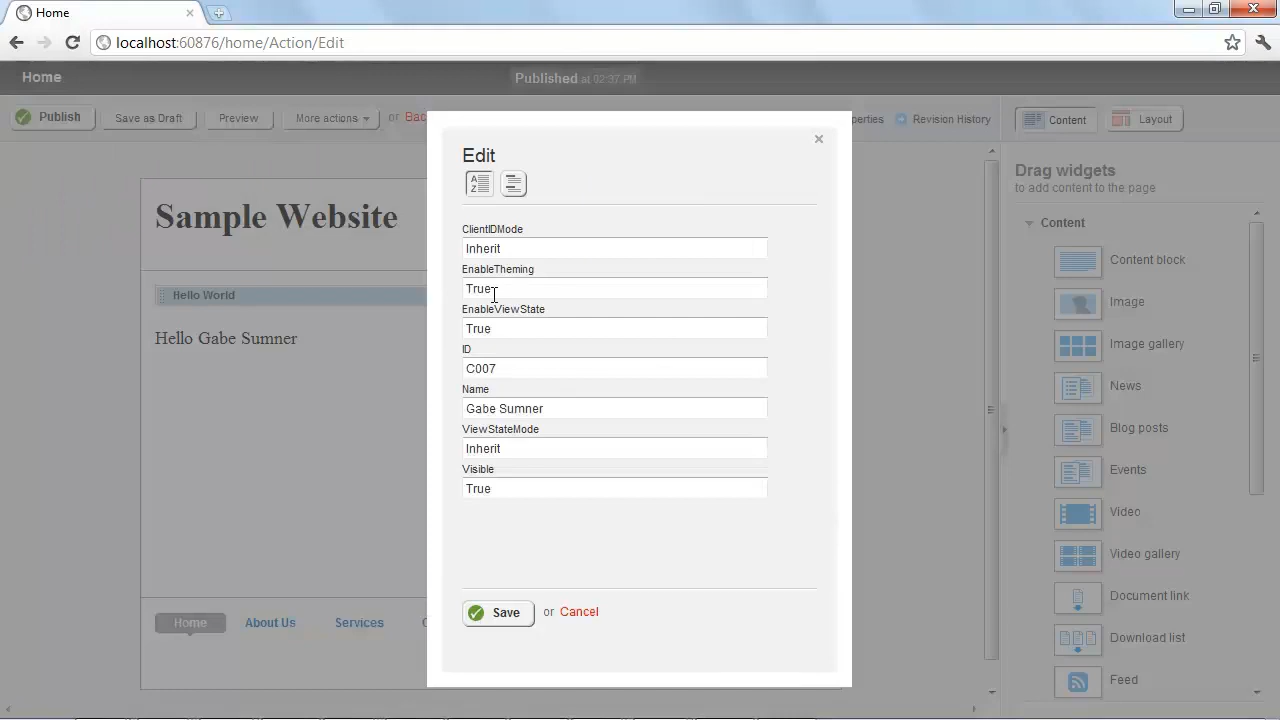 Home
localhost:60876/home/Action/Edit
Home
Published at 02:37 PM
Publish
Save as Draft
Preview
More actions
or
Revision History
Content
Layout
Edit
A
Z
Drag widgets
to add content to the page
Sample Website
Content
ClientIDMode
Inherit
Content block
EnableTheming
True
Hello World
Image
EnableViewState
True
Hello Gabe Sumner
Image gallery
ID
C007
News
Name
Gabe Sumner
Blog posts
ViewStateMode
Inherit
Events
Visible
True
Video
Video gallery
Document link
Save or Cancel
Home
About Us
Services
Download list
Feed